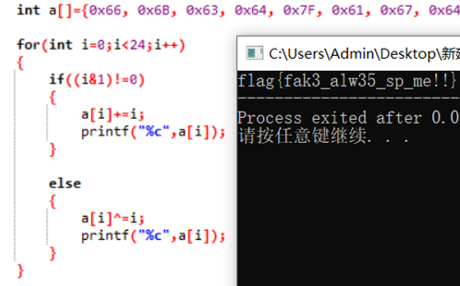 int a[]={0x66, 0x6B, 0x63, 0x64, 0x7F, 0x61, 0x67, 0x64
for(int i=0;i<24;i++)
{
if((i&1)!=0)
{
a[i]+=i;
printf("%c",a[i]);
}
else
{
a[i]^=i;
printf("%c",a[i]);
}
}
C:\Users\Admin\Desktop\新建
flag{fak3_alw35_sp_me!!}
--------------------------------
Process exited after 0.0
请按任意键继续. . .